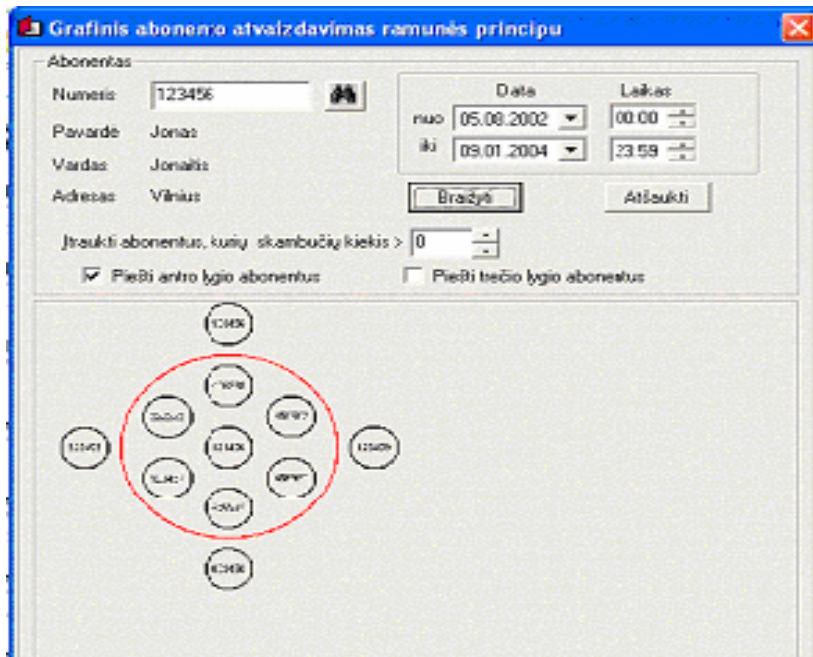 Grafinis abonento atvaizdavimas ramunės principu
Abonentas
Numeris 123456
Data Laikas
nuo 05.08.2002 00:00
iki 09.01.2004 23:59
Pavardė Jonas
Vardas Jonaitis
Adresas Vilnius
Braižyti Atšaukti
Įtraukti abonentus, kurių skambučių kiekis > 0
Piešti antro lygio abonentus Piešti trečio lygio abonentus